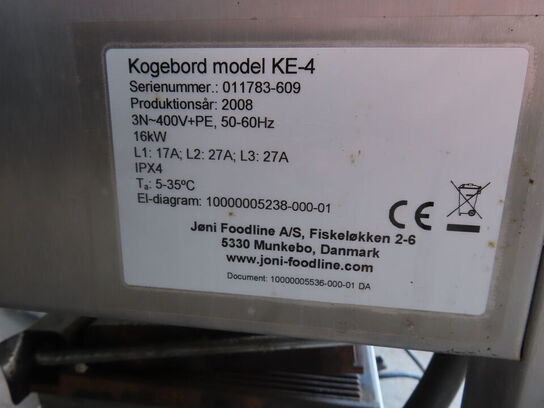 Kogebord model KE-4
Serienummer.: 011783-609
Produktionsår: 2008
3N~400V+PE, 50-60Hz
16kW
L1: 17A; L2: 27A; L3: 27A
IPX4
Ta: 5-35ºC
El-diagram: 10000005238-000-01
CE
Jøni Foodline A/S, Fiskeløkken 2-6
5330 Munkebo, Danmark
www.joni-foodline.com
Document: 10000005536-000-01 DA